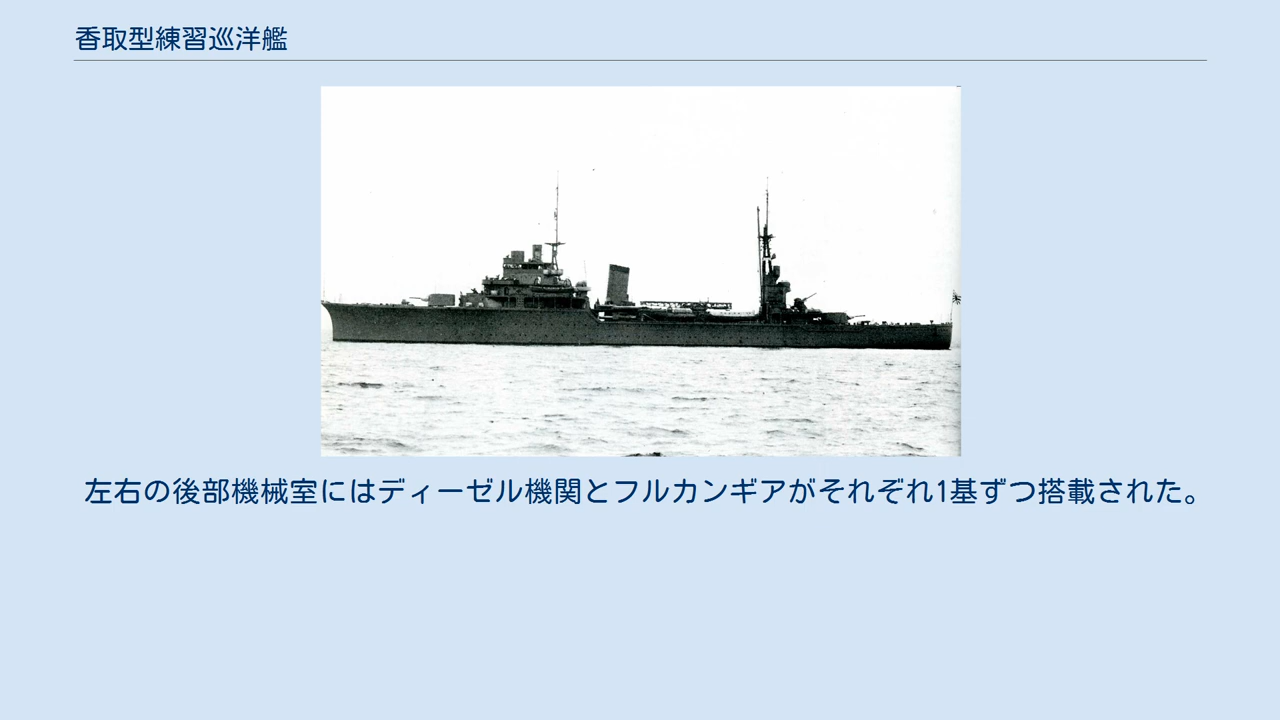 香取型練習巡洋艦
左右の後部機械室にはディーゼル機関とフルカンギアがそれぞれ1基ずつ搭載された。